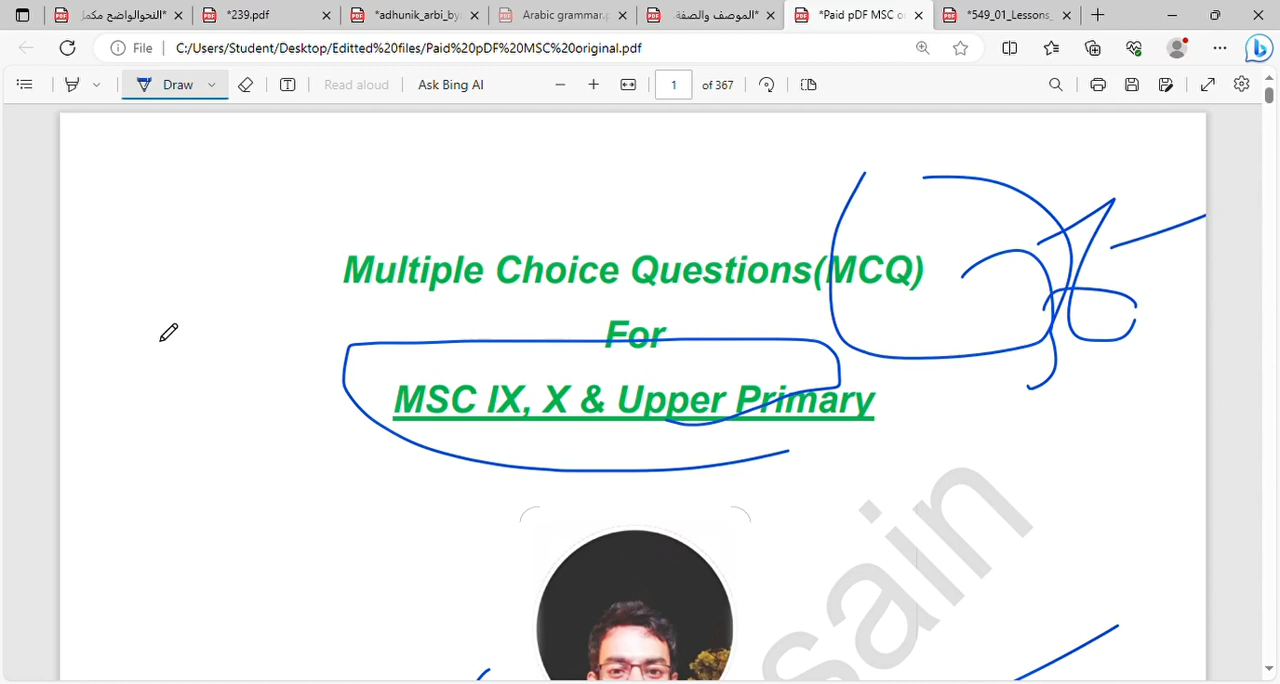 *النحوالواضح مكمل
*239.pdf
*adhunik_arbi_by
Arabic grammar.p
*الموصف والصفة
*Paid pDF MSC o
*549_01_Lessons_
File
C:/Users/Student/Desktop/Editted%20files/Paid%20pDF%20MSC%20original.pdf
Draw
Read aloud
Ask Bing AI
1
of 367
Multiple Choice Questions(MCQ)
For
MSC IX, X & Upper Primary
sain